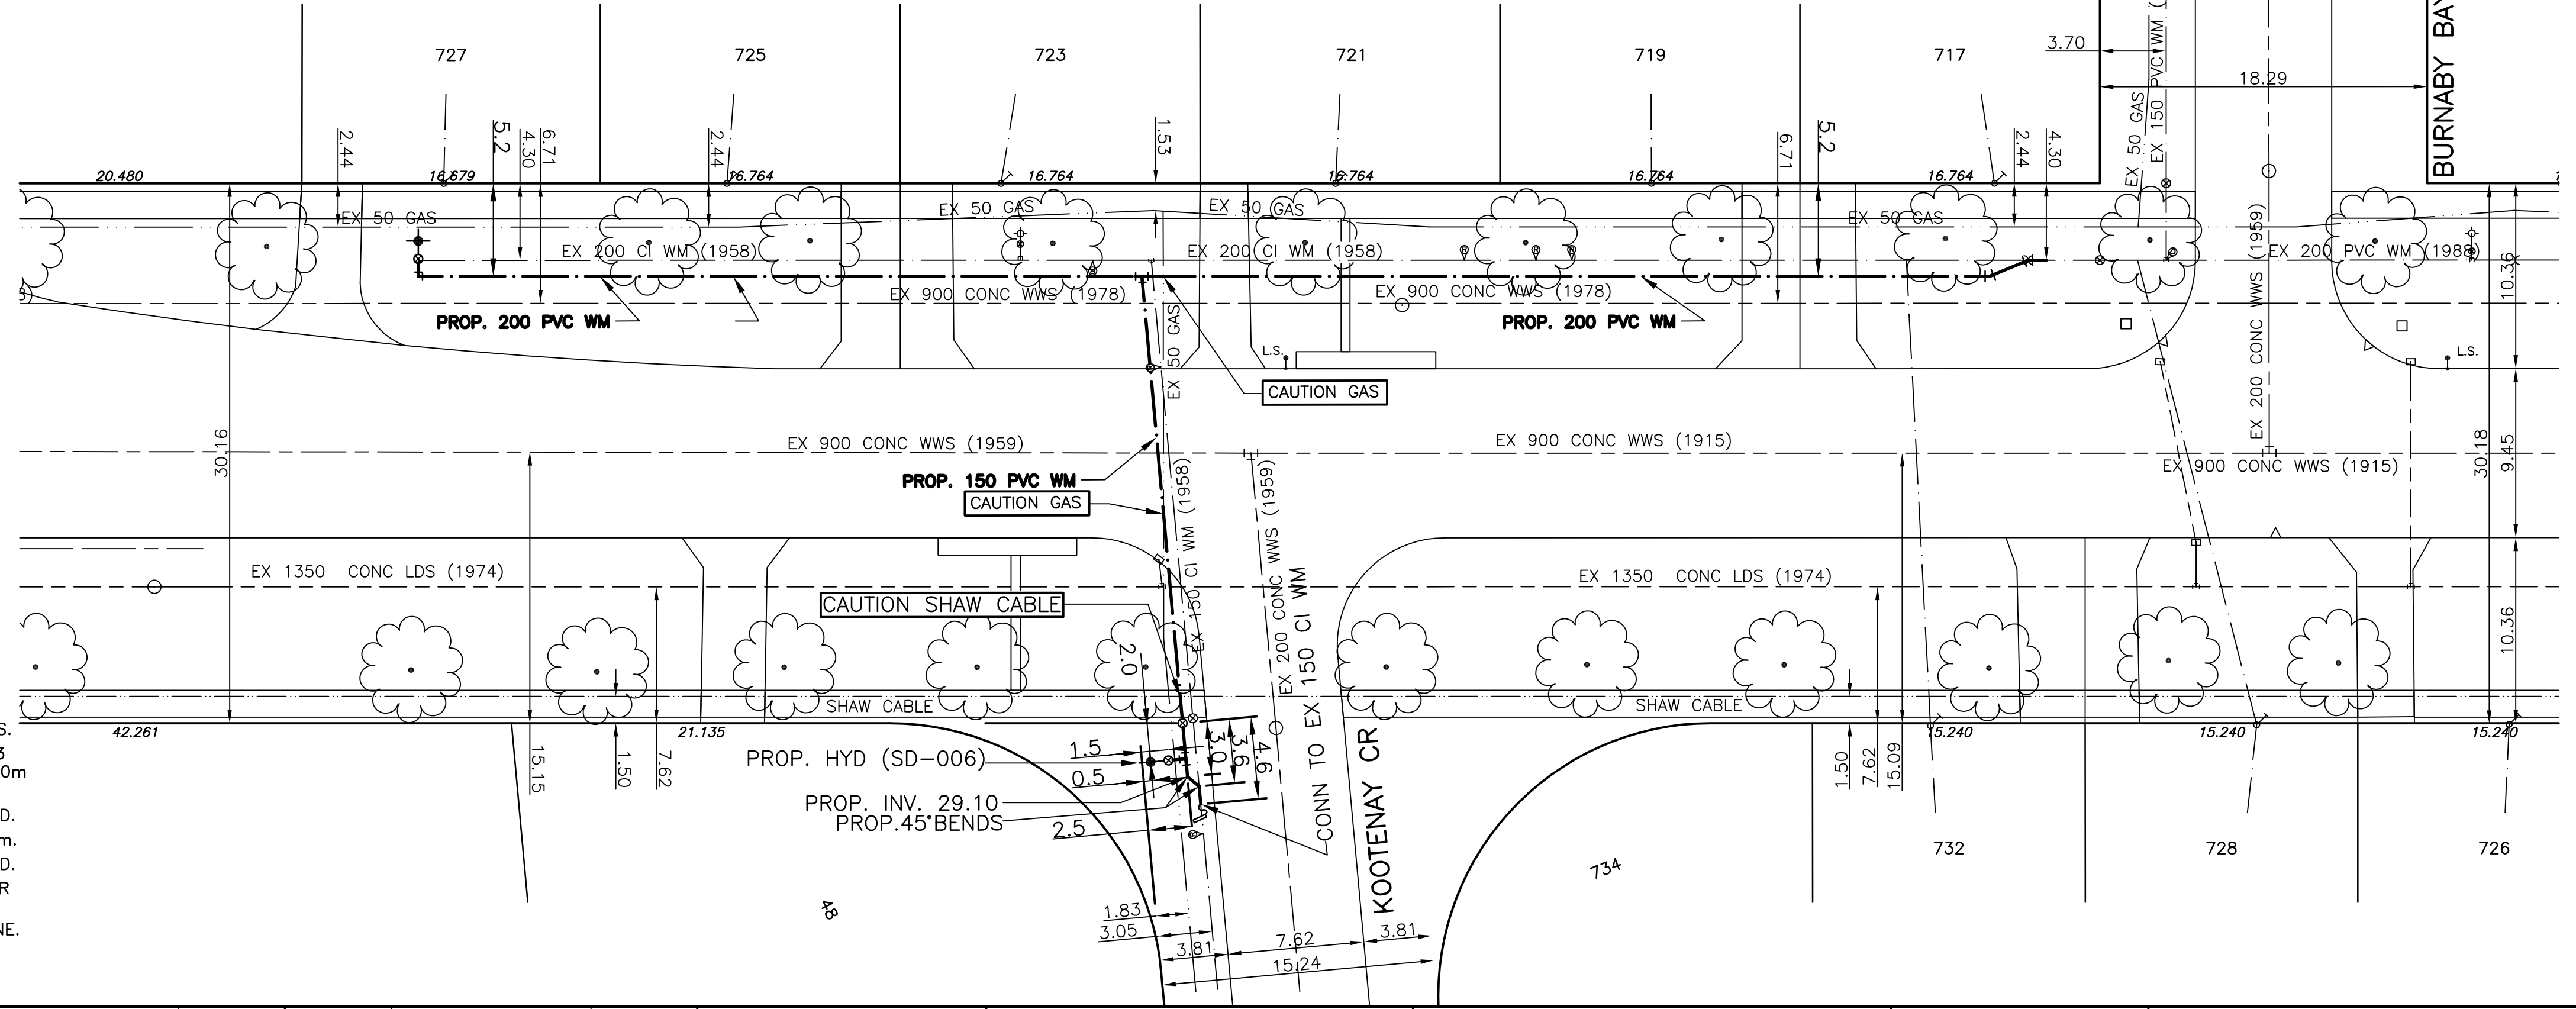 727
725
723
721
719
717
3.70
18.29
BURNABY BAY
EX 50 GAS
EX 150 PVC WM
2.44
5.2
4.30
6.71
2.44
1.53
6.71
5.2
2.44
4.30
20.480
16.679
16.764
16.764
16.764
16.764
16.764
EX 50 GAS
EX 50 GAS
EX 50 GAS
EX 50 GAS
EX 200 CI WM (1958)
EX 200 CI WM (1958)
EX 200 PVC WM (1988)
EX 900 CONC WWS (1978)
EX 900 CONC WWS (1978)
PROP. 200 PVC WM
PROP. 200 PVC WM
EX 200 CONC WWS (1959)
10.36
EX 50 GAS
L.S.
L.S.
CAUTION GAS
30.16
EX 900 CONC WWS (1959)
EX 900 CONC WWS (1915)
EX 900 CONC WWS (1915)
30.18
9.45
PROP. 150 PVC WM
CAUTION GAS
EX 150 CI WM (1958)
EX 200 CONC WWS (1959)
EX 1350 CONC LDS (1974)
EX 1350 CONC LDS (1974)
CAUTION SHAW CABLE
2.0
10.36
SHAW CABLE
SHAW CABLE
42.261
21.135
15.240
15.240
15.240
15.15
1.50
7.62
1.50
7.62
15.09
PROP. HYD (SD-006)
1.5
0.5
3.0
3.6
4.6
PROP. INV. 29.10
PROP.45° BENDS
2.5
CONN TO EX 150 CI WM
KOOTENAY CR
48
734
732
728
726
1.83
3.05
3.81
7.62
3.81
15.24
S.
3
0m
D.
m.
D.
R
NE.